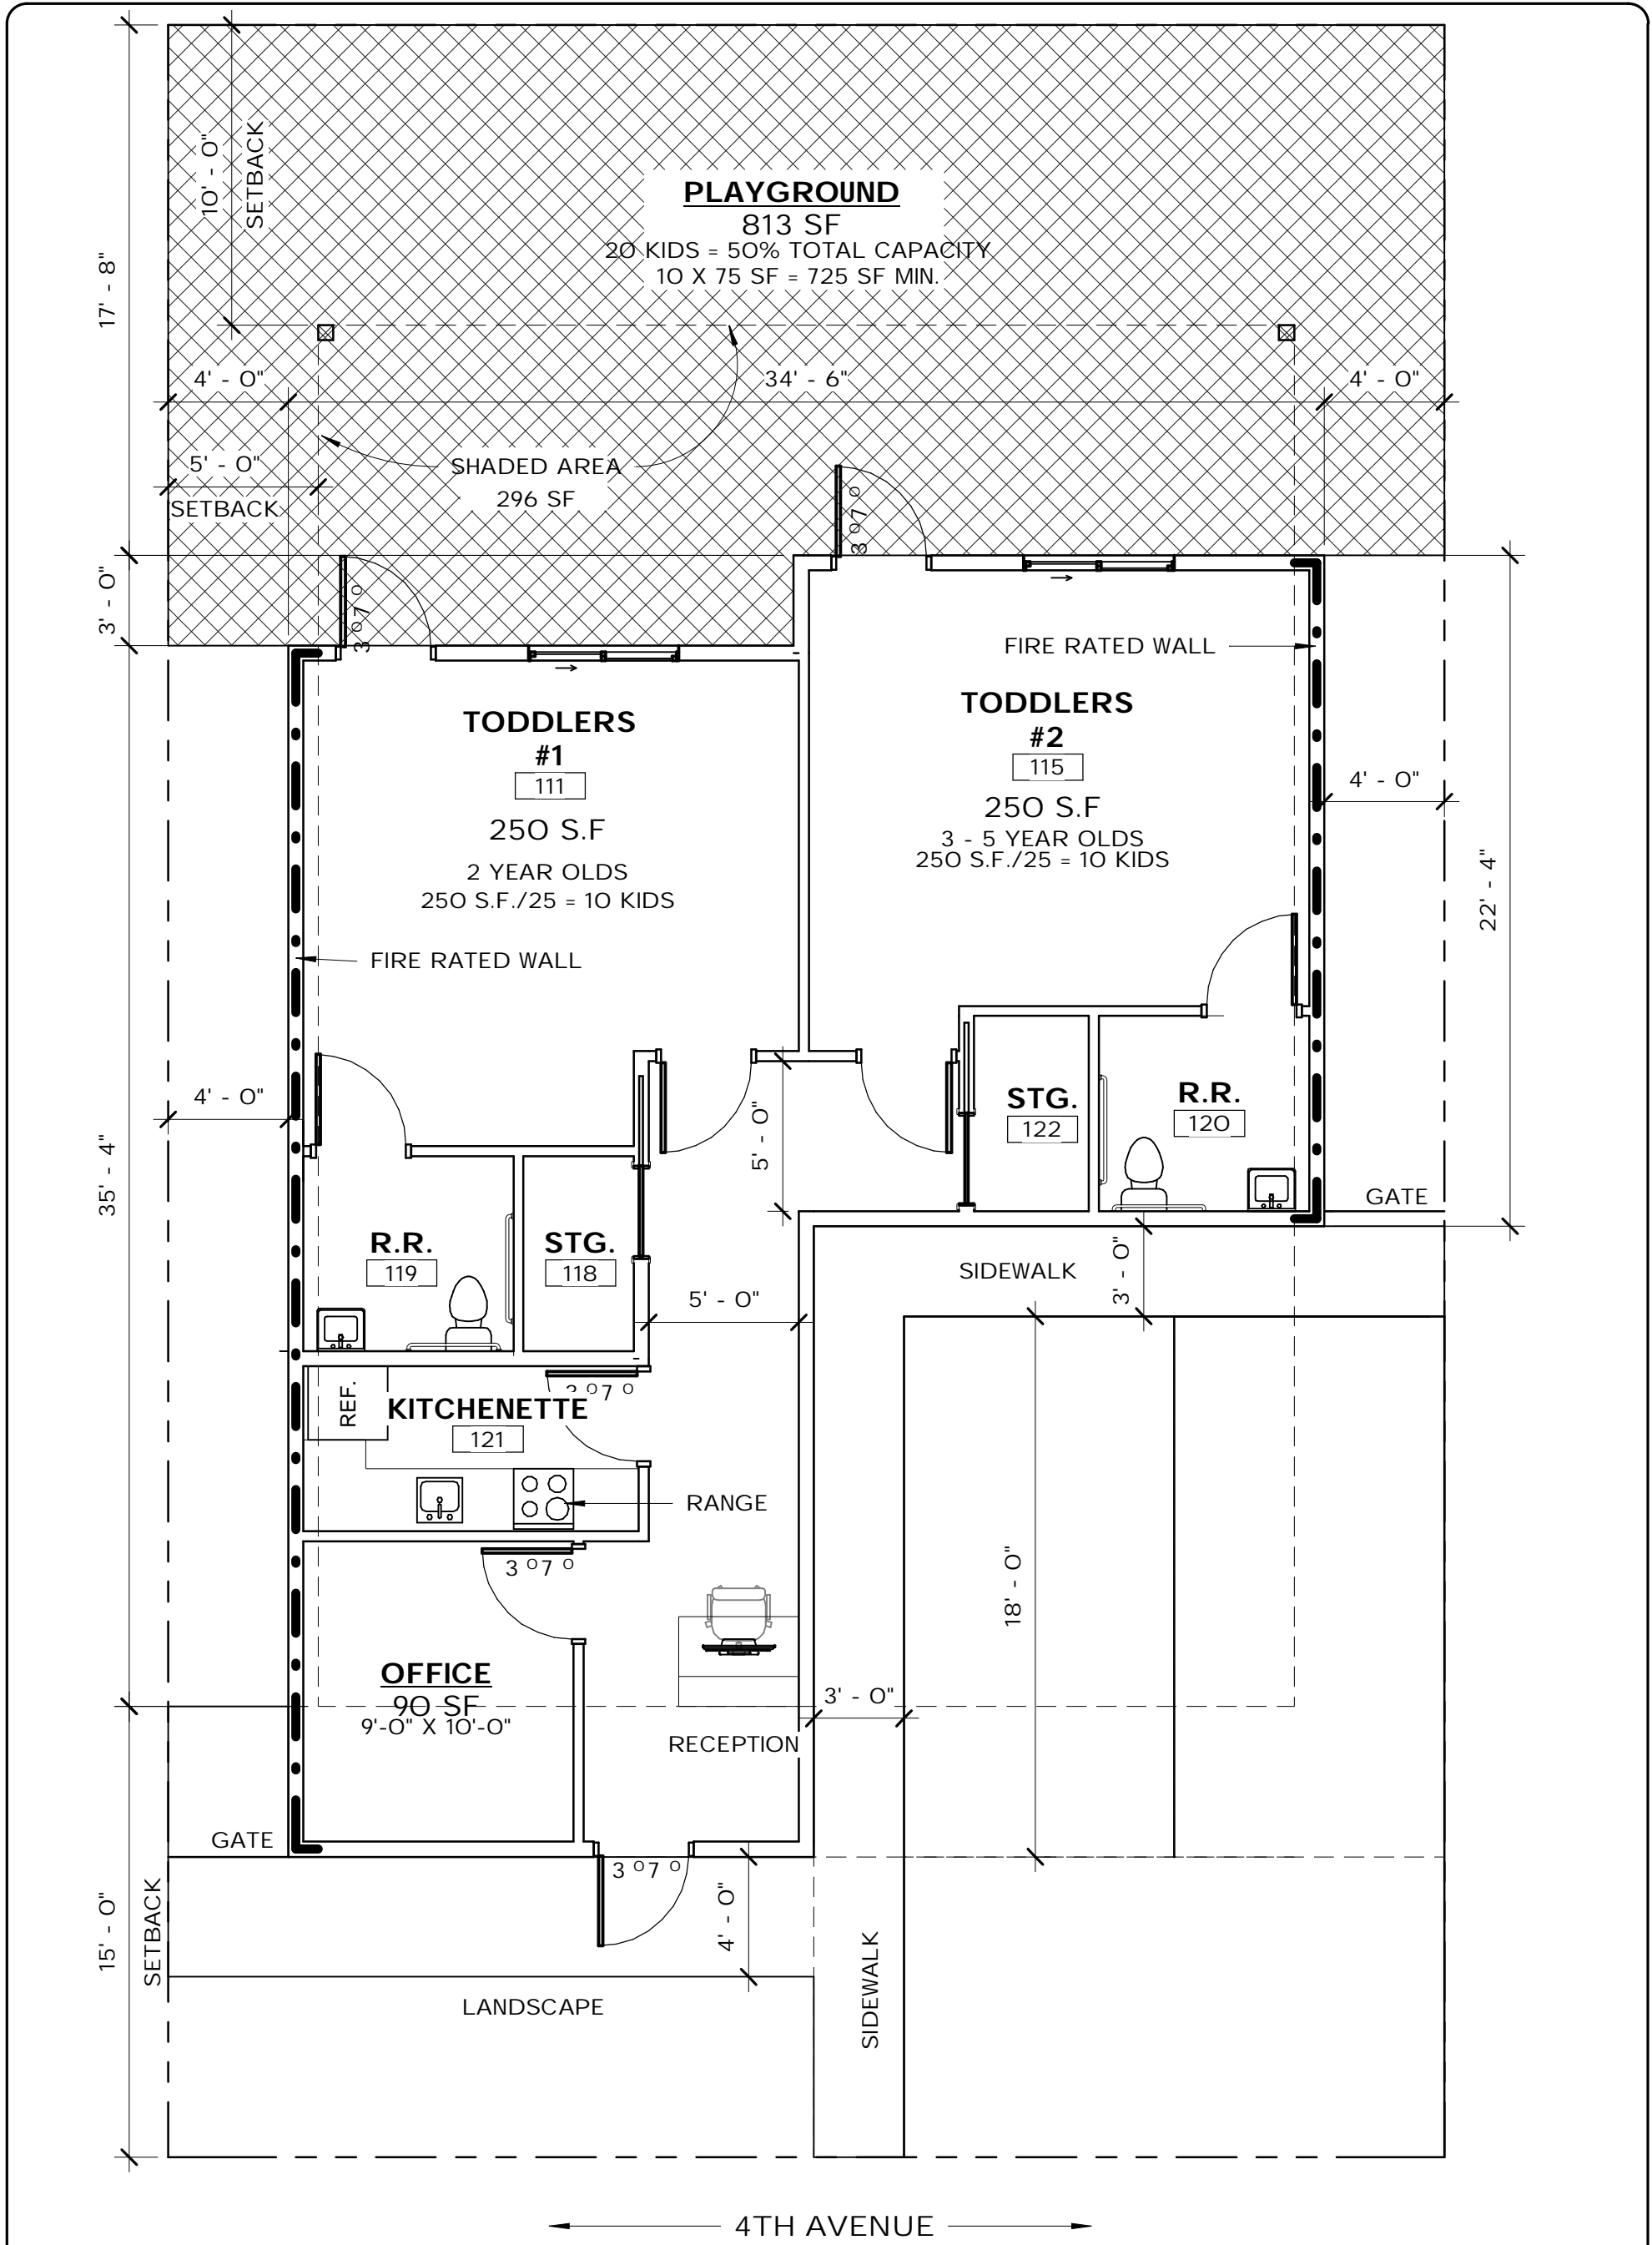 10' - 0"
SETBACK
PLAYGROUND
813 SF
20 KIDS = 50% TOTAL CAPACITY
10 X 75 SF = 725 SF MIN.
17' - 8"
4' - 0"
34' - 6"
4' - 0"
5' - 0"
SETBACK
SHADED AREA
296 SF
3 0 7 0
3' - 0"
3 0 7 0
FIRE RATED WALL
TODDLERS
#1
111
250 S.F
2 YEAR OLDS
250 S.F./25 = 10 KIDS
TODDLERS
#2
115
250 S.F
3 - 5 YEAR OLDS
250 S.F./25 = 10 KIDS
4' - 0"
22' - 4"
FIRE RATED WALL
4' - 0"
35' - 4"
5' - 0"
STG.
122
R.R.
120
GATE
R.R.
119
STG.
118
5' - 0"
SIDEWALK
3' - 0"
REF.
KITCHENETTE
121
3 0 7 0
RANGE
3 0 7 0
18' - 0"
OFFICE
90 SF
9'-0" X 10'-0"
3' - 0"
RECEPTION
GATE
3 0 7 0
15' - 0"
SETBACK
4' - 0"
SIDEWALK
LANDSCAPE
4TH AVENUE